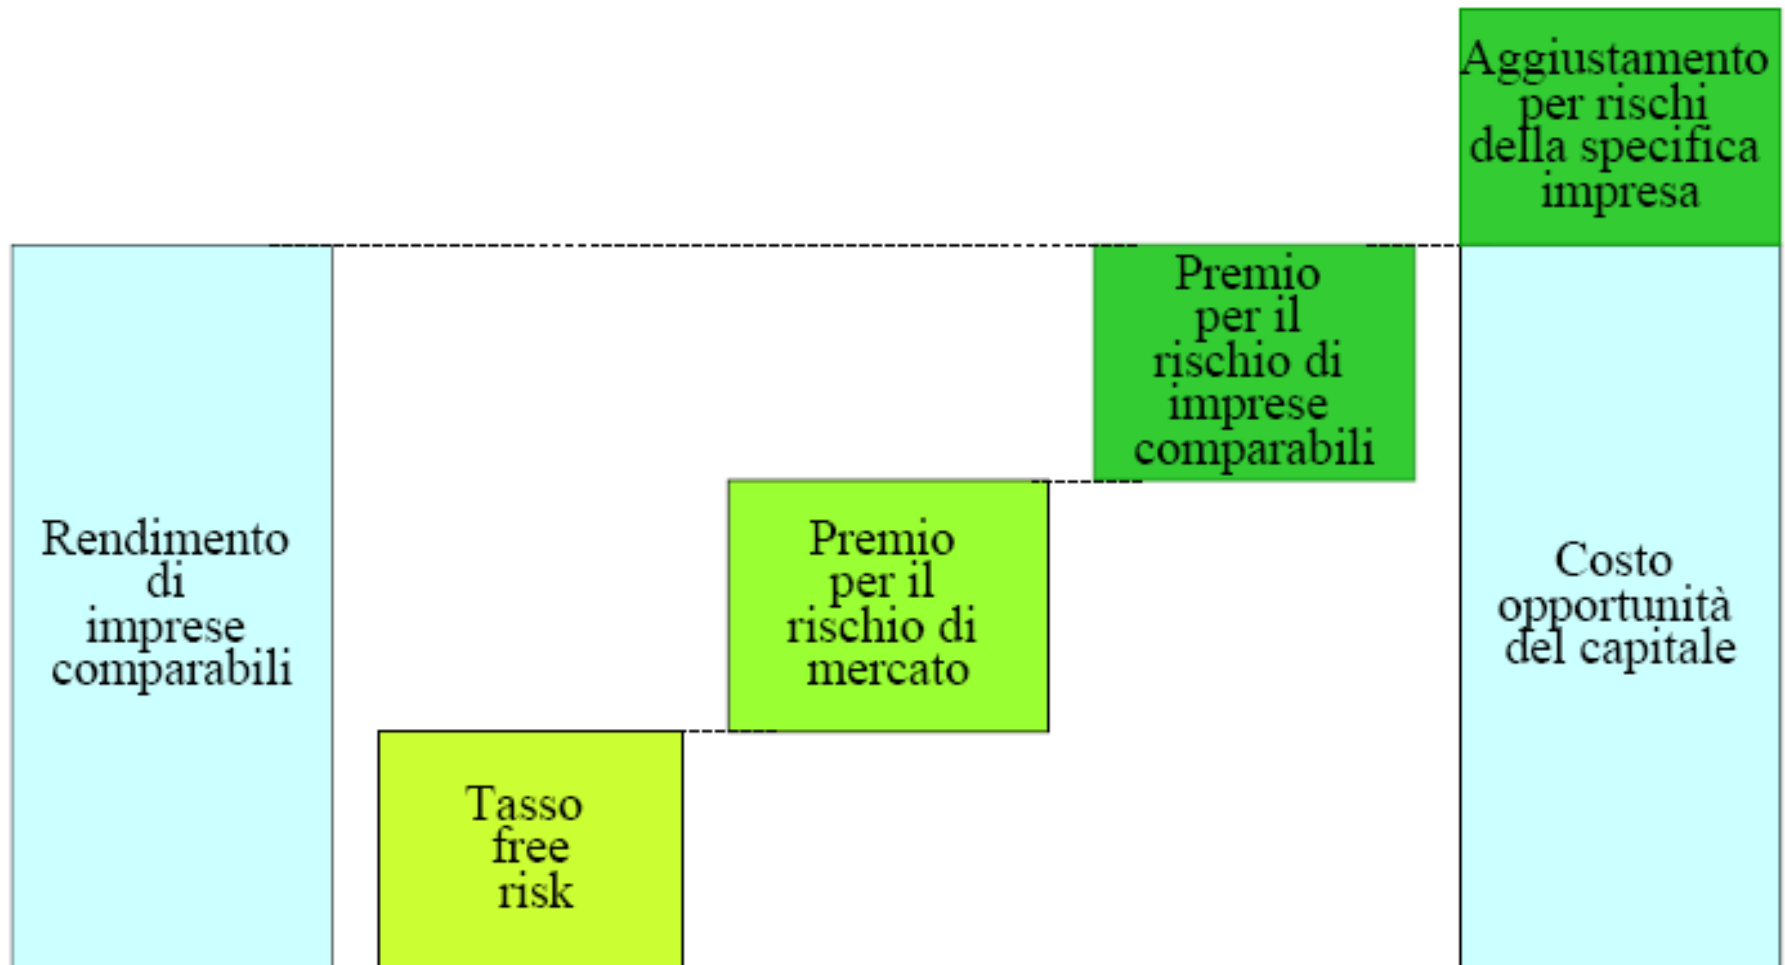 Aggiustamento
per rischi
della specifica
impresa
Premio
per il
rischio di
imprese
comparabili
Rendimento
di
imprese
comparabili
Premio
per il
rischio di
mercato
Costo
opportunità
del capitale
Tasso
free
risk